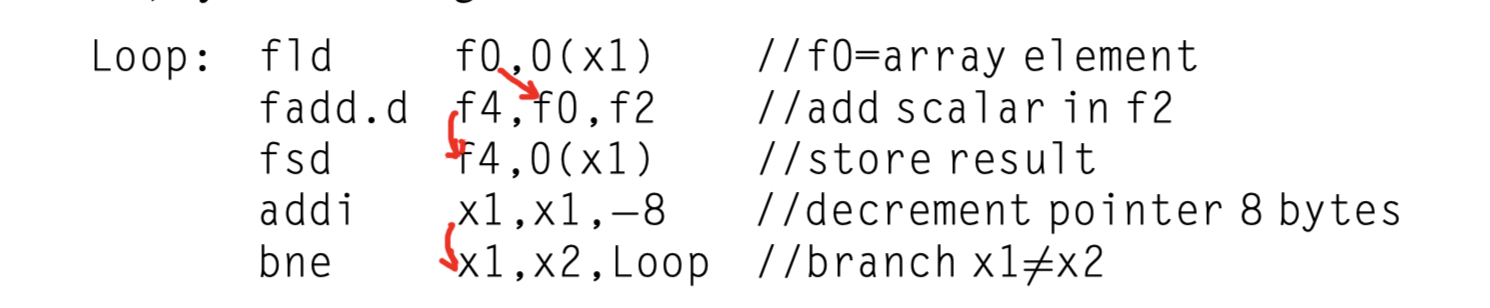 Loop: fld f0,0(x1) //f0=array element
fadd.d f4,f0,f2 //add scalar in f2
fsd f4,0(x1) //store result
addi x1,x1,−8 //decrement pointer 8 bytes
bne x1,x2,Loop //branch x1≠x2